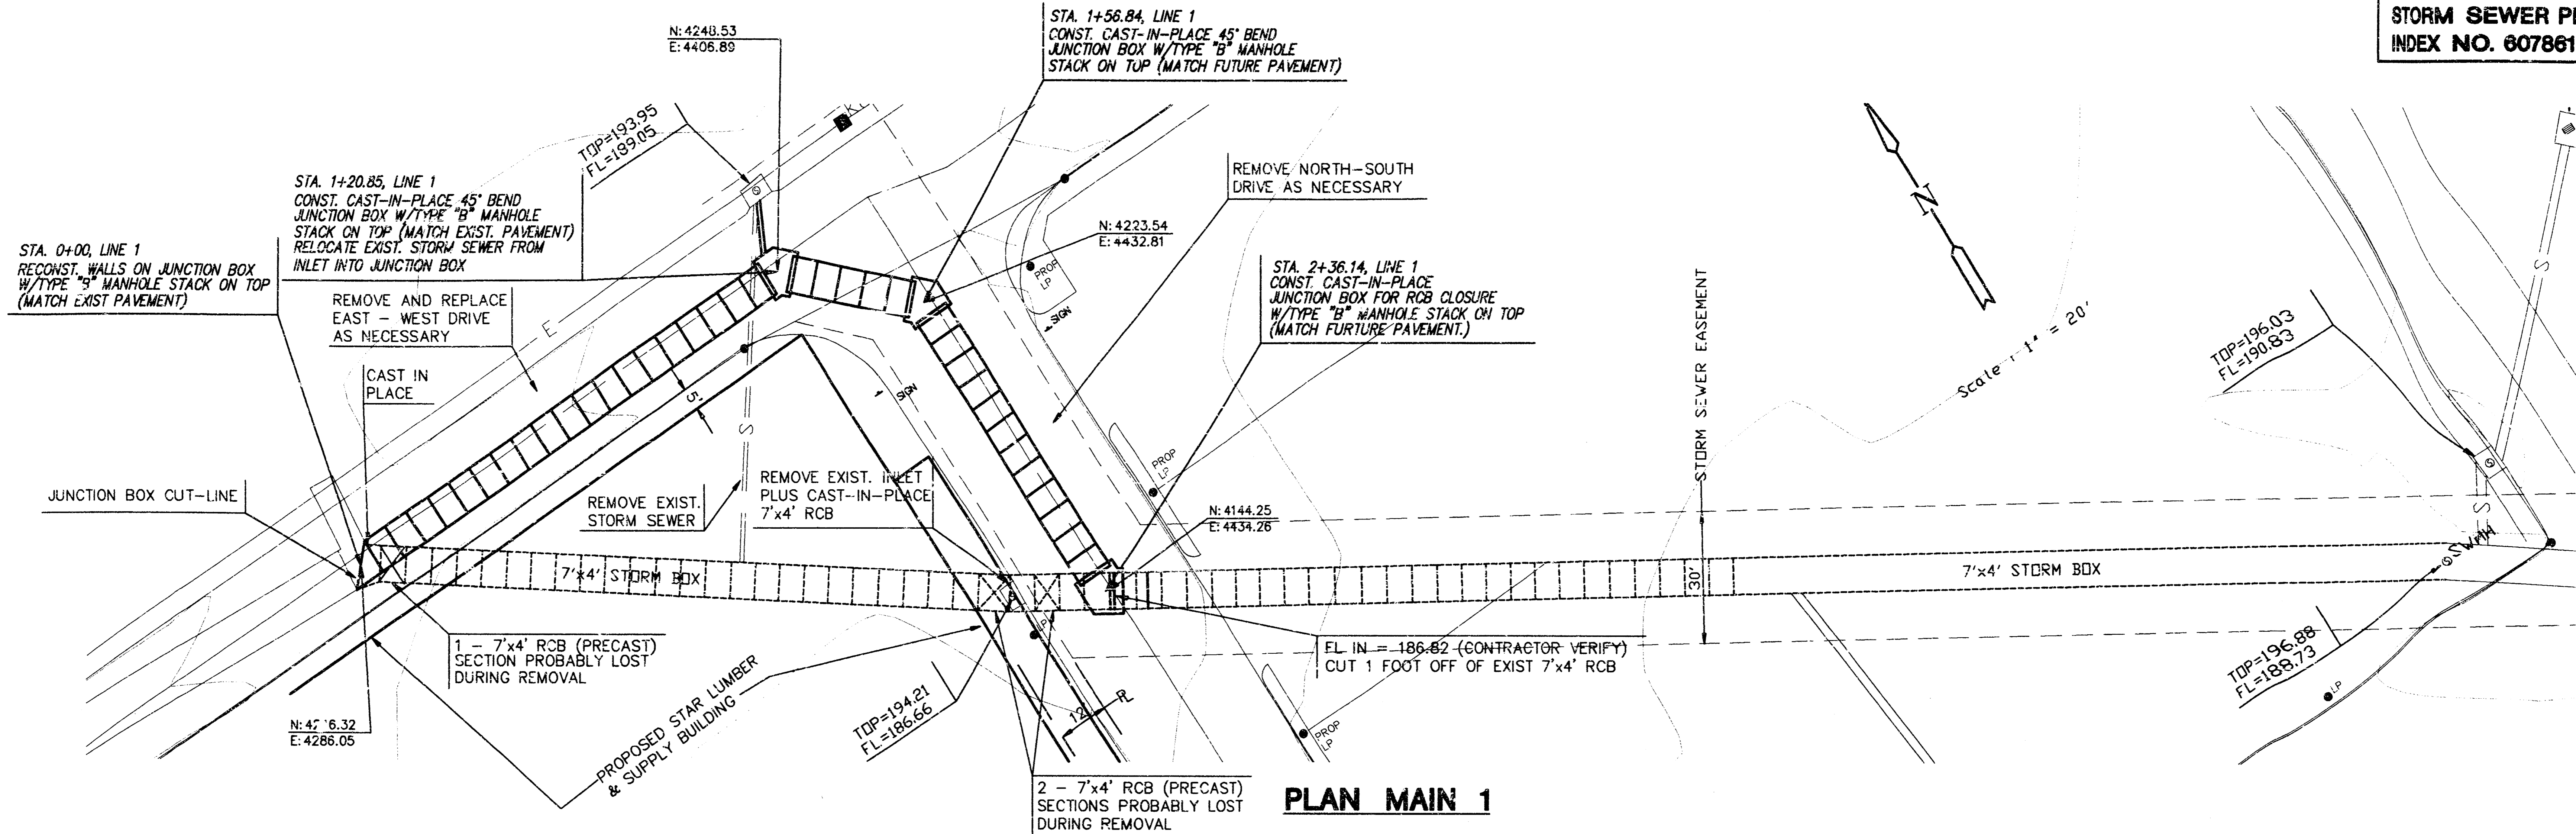 STORM SEWER
INDEX NO. 607861
N: 4248.53
E: 4406.89
STA. 1+56.84, LINE 1
CONST. CAST-IN-PLACE 45° BEND
JUNCTION BOX W/TYPE "B" MANHOLE
STACK ON TOP (MATCH FUTURE PAVEMENT)
TOP=193.95
FL=189.05
STA. 1+20.85, LINE 1
CONST. CAST-IN-PLACE 45° BEND
JUNCTION BOX W/TYPE "B" MANHOLE
STACK ON TOP (MATCH EXIST. PAVEMENT)
RELOCATE EXIST. STORM SEWER FROM
INLET INTO JUNCTION BOX
STA. 0+00, LINE 1
RECONST. WALLS ON JUNCTION BOX
W/TYPE "B" MANHOLE STACK ON TOP
(MATCH EXIST PAVEMENT)
REMOVE AND REPLACE
EAST - WEST DRIVE
AS NECESSARY
E
CAST IN
PLACE
REMOVE NORTH-SOUTH
DRIVE AS NECESSARY
N: 4223.54
E: 4432.81
PROP
LP
SIGN
STA. 2+36.14, LINE 1
CONST. CAST-IN-PLACE
JUNCTION BOX FOR RCB CLOSURE
W/TYPE "B" MANHOLE STACK ON TOP
(MATCH FURTURE PAVEMENT.)
N
Scale : 1" = 20'
STORM SEWER EASEMENT
30'
TOP=196.03
FL=190.83
S
5'
SIGN
S
JUNCTION BOX CUT-LINE
REMOVE EXIST.
STORM SEWER
REMOVE EXIST. INLET
PLUS CAST-IN-PLACE
7'x4' RCB
PROP
LP
N: 4144.25
E: 4434.26
7'x4' STORM BOX
7'x4' STORM BOX
S
SWMH
1 - 7'x4' RCB (PRECAST)
SECTION PROBABLY LOST
DURING REMOVAL
FL IN = 186.82 (CONTRACTOR VERIFY)
CUT 1 FOOT OFF OF EXIST 7'x4' RCB
TOP=196.88
FL=188.73
LP
LP
E: 4286.05
PROPOSED STAR LUMBER
& SUPPLY BUILDING
TOP=194.21
FL=186.66
12'
PROP
LP
2 - 7'x4' RCB (PRECAST)
SECTIONS PROBABLY LOST
DURING REMOVAL
PLAN MAIN 1